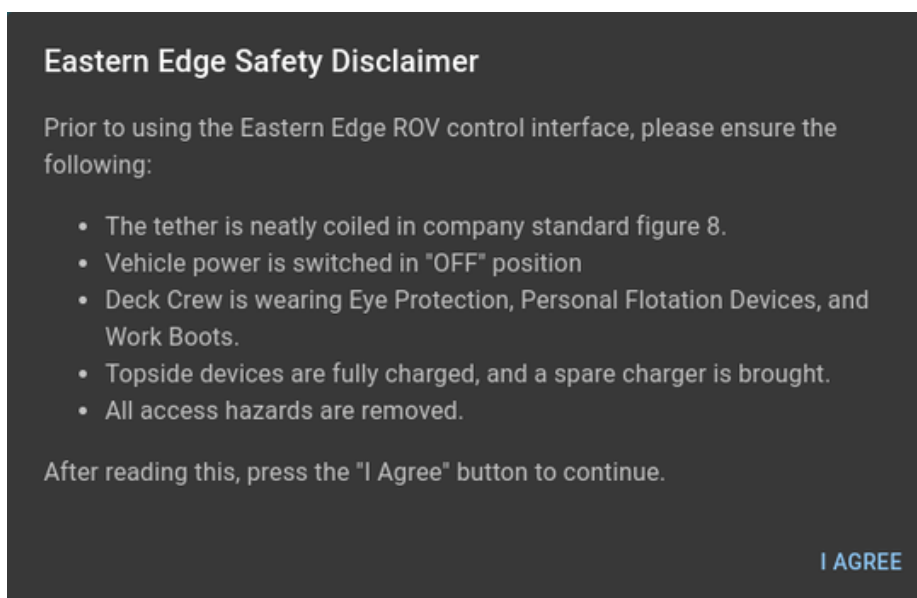 Eastern Edge Safety Disclaimer
Prior to using the Eastern Edge ROV control interface, please ensure the
following:
• The tether is neatly coiled in company standard figure 8.
• Vehicle power is switched in "OFF" position
• Deck Crew is wearing Eye Protection, Personal Flotation Devices, and
Work Boots.
• Topside devices are fully charged, and a spare charger is brought.
• All access hazards are removed.
After reading this, press the "I Agree" button to continue.
I AGREE